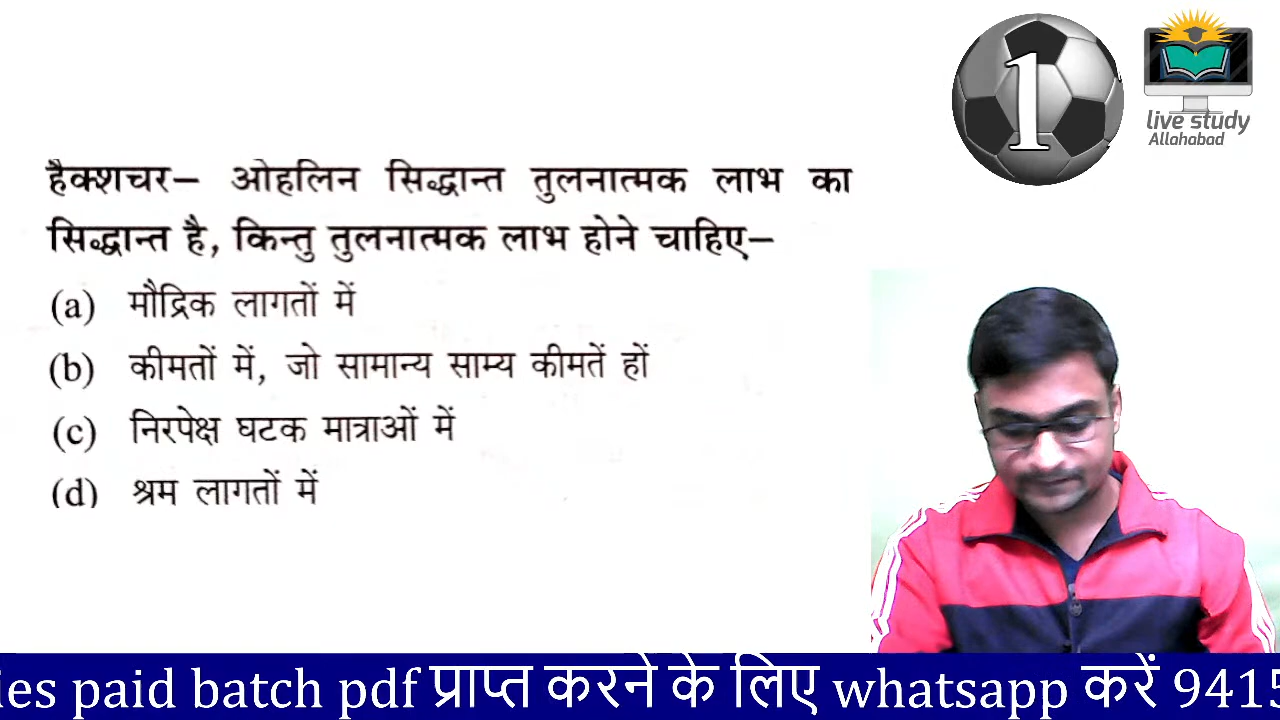 1
live study
Allahabad
हैक्शचर– ओहलिन सिद्धान्त तुलनात्मक लाभ का
सिद्धान्त है, किन्तु तुलनात्मक लाभ होने चाहिए–
(a) मौद्रिक लागतों में
(b) कीमतों में, जो सामान्य साम्य कीमतें हों
(c) निरपेक्ष घटक मात्राओं में
(d) श्रम लागतों में
ies paid batch pdf प्राप्त करने के लिए whatsapp करें 9415